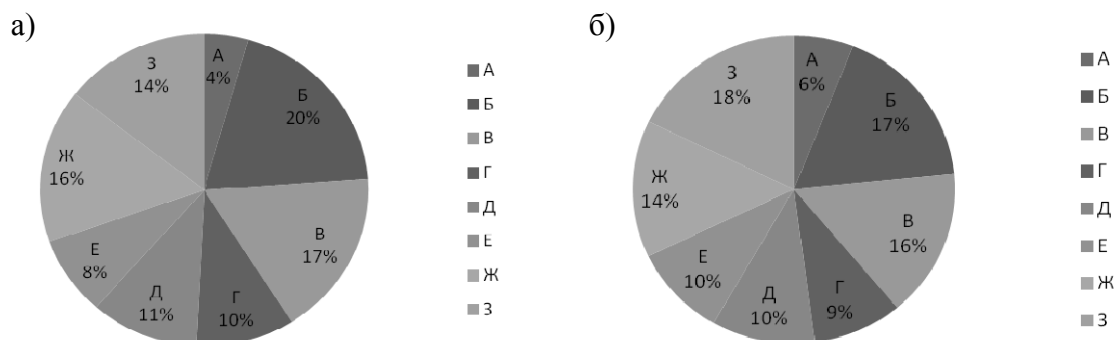 а)
А
4%
Б
20%
В
17%
Г
10%
Д
11%
Е
8%
Ж
16%
З
14%
А
Б
В
Г
Д
Е
Ж
З
б)
А
6%
Б
17%
В
16%
Г
9%
Д
10%
Е
10%
Ж
14%
З
18%
А
Б
В
Г
Д
Е
Ж
З